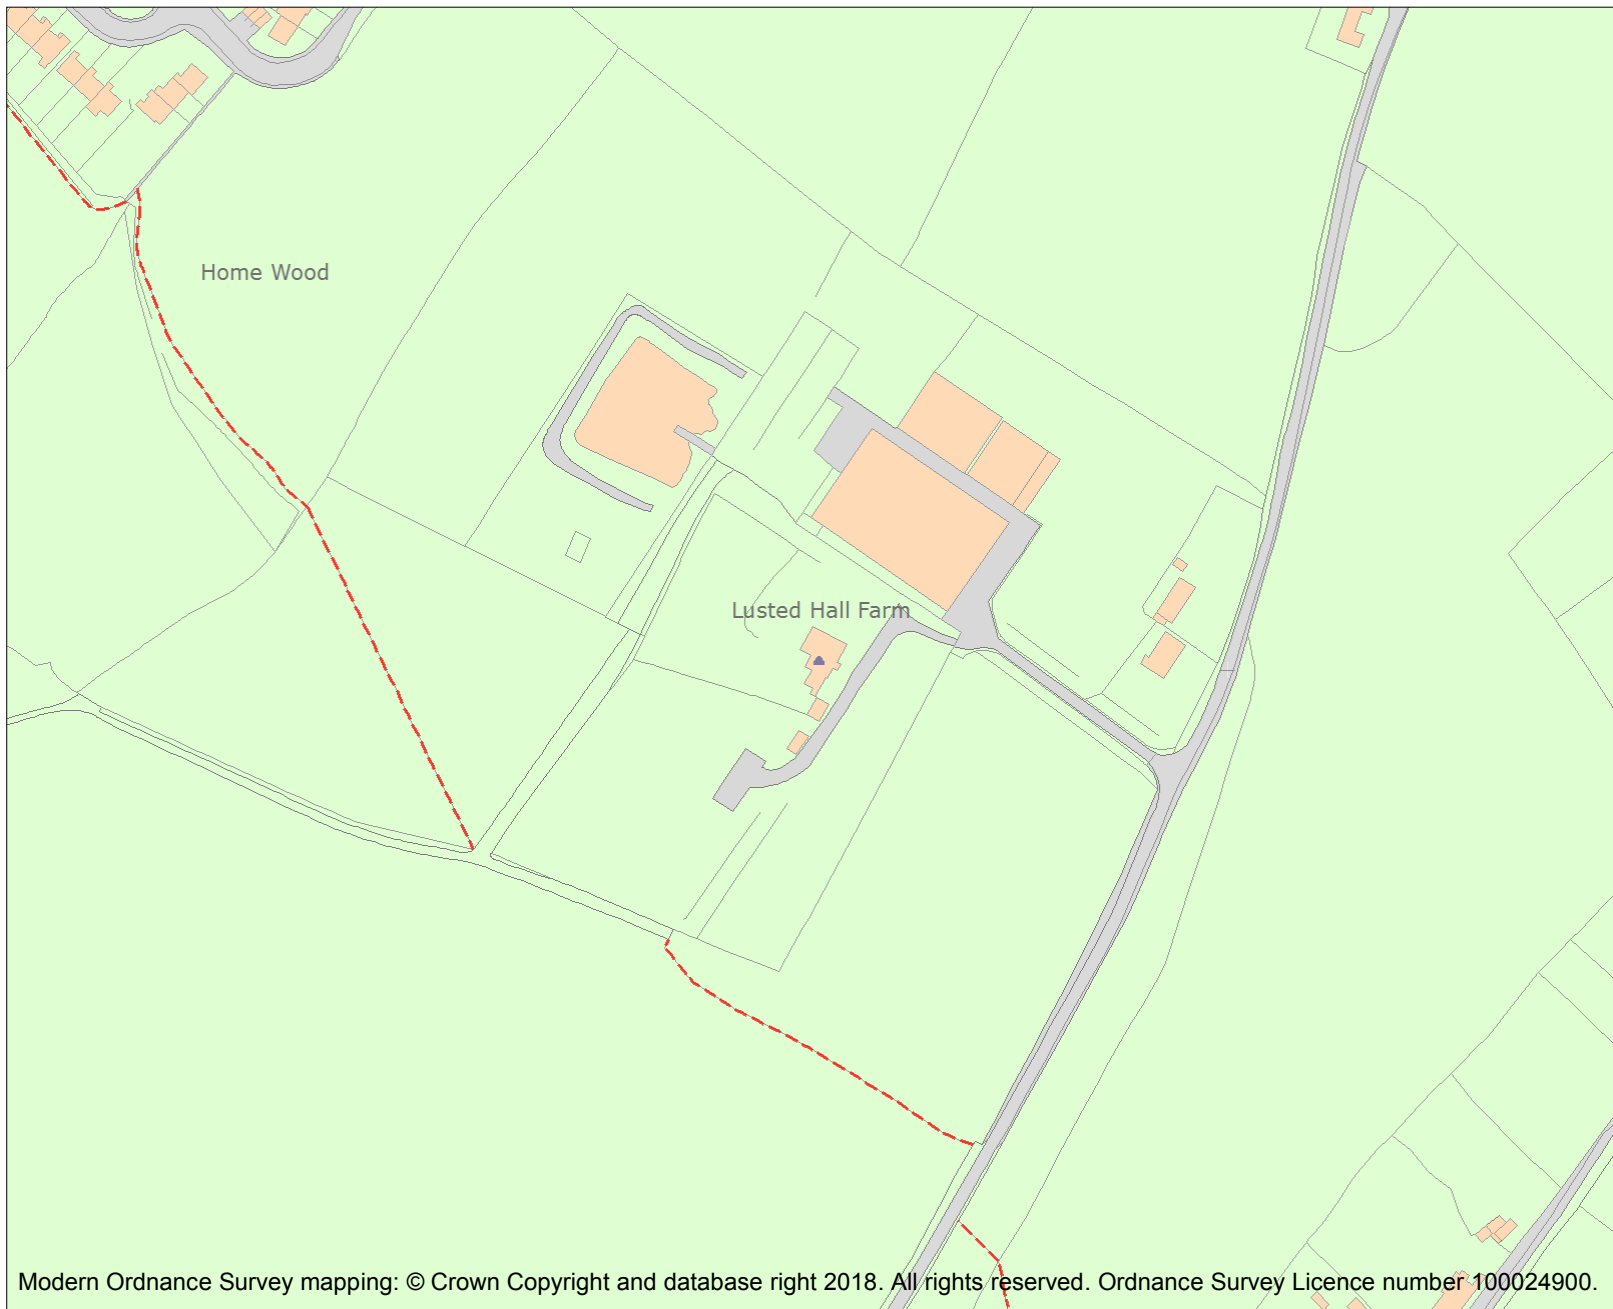 Home Wood
Lusted Hall Farm
Modern Ordnance Survey mapping: © Crown Copyright and database right 2018. All rights reserved. Ordnance Survey Licence number 100024900.